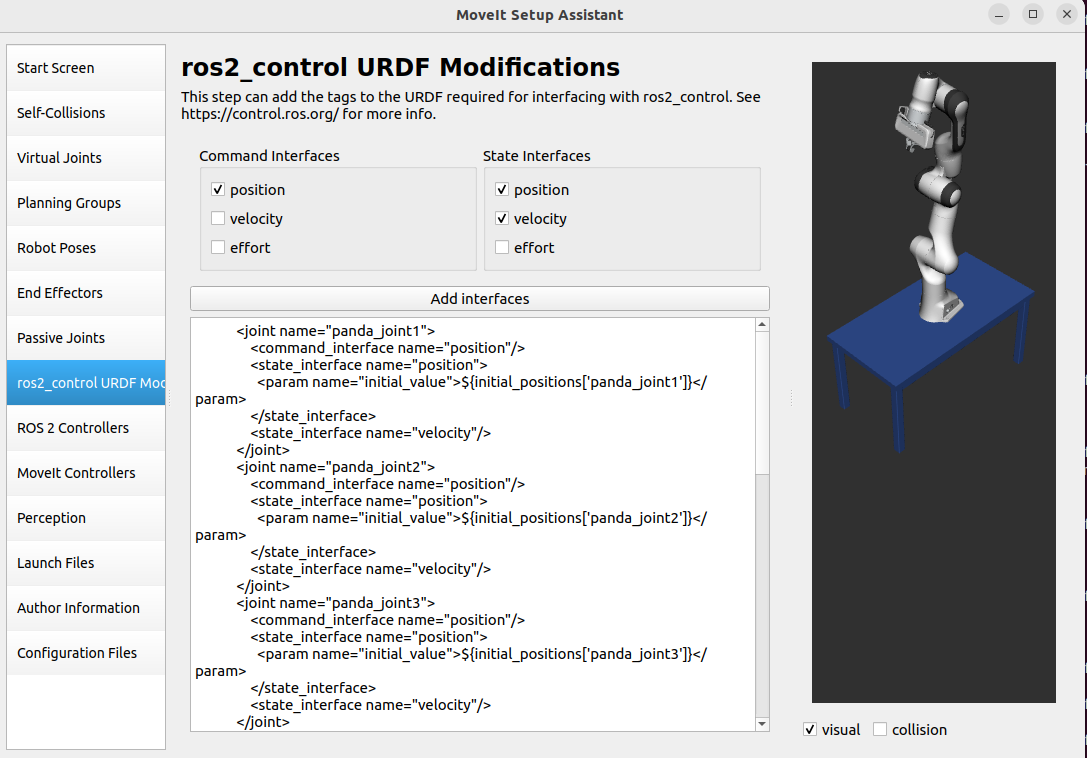 MoveIt Setup Assistant
Start Screen
Self-Collisions
Virtual Joints
Planning Groups
Robot Poses
End Effectors
Passive Joints
ros2_control URDF Mod
ROS 2 Controllers
MoveIt Controllers
Perception
Launch Files
Author Information
Configuration Files
ros2_control URDF Modifications
This step can add the tags to the URDF required for interfacing with ros2_control. See
https://control.ros.org/ for more info.
Command Interfaces
position
velocity
effort
State Interfaces
position
velocity
effort
Add interfaces
<joint name="panda_joint1">
<command_interface name="position"/>
<state_interface name="position">
<param name="initial_value">${initial_positions['panda_joint1']}</
param>
</state_interface>
<state_interface name="velocity"/>
</joint>
<joint name="panda_joint2">
<command_interface name="position"/>
<state_interface name="position">
<param name="initial_value">${initial_positions['panda_joint2']}</
param>
</state_interface>
<state_interface name="velocity"/>
</joint>
<joint name="panda_joint3">
<command_interface name="position"/>
<state_interface name="position">
<param name="initial_value">${initial_positions['panda_joint3']}</
param>
</state_interface>
<state_interface name="velocity"/>
</joint>
visual
collision